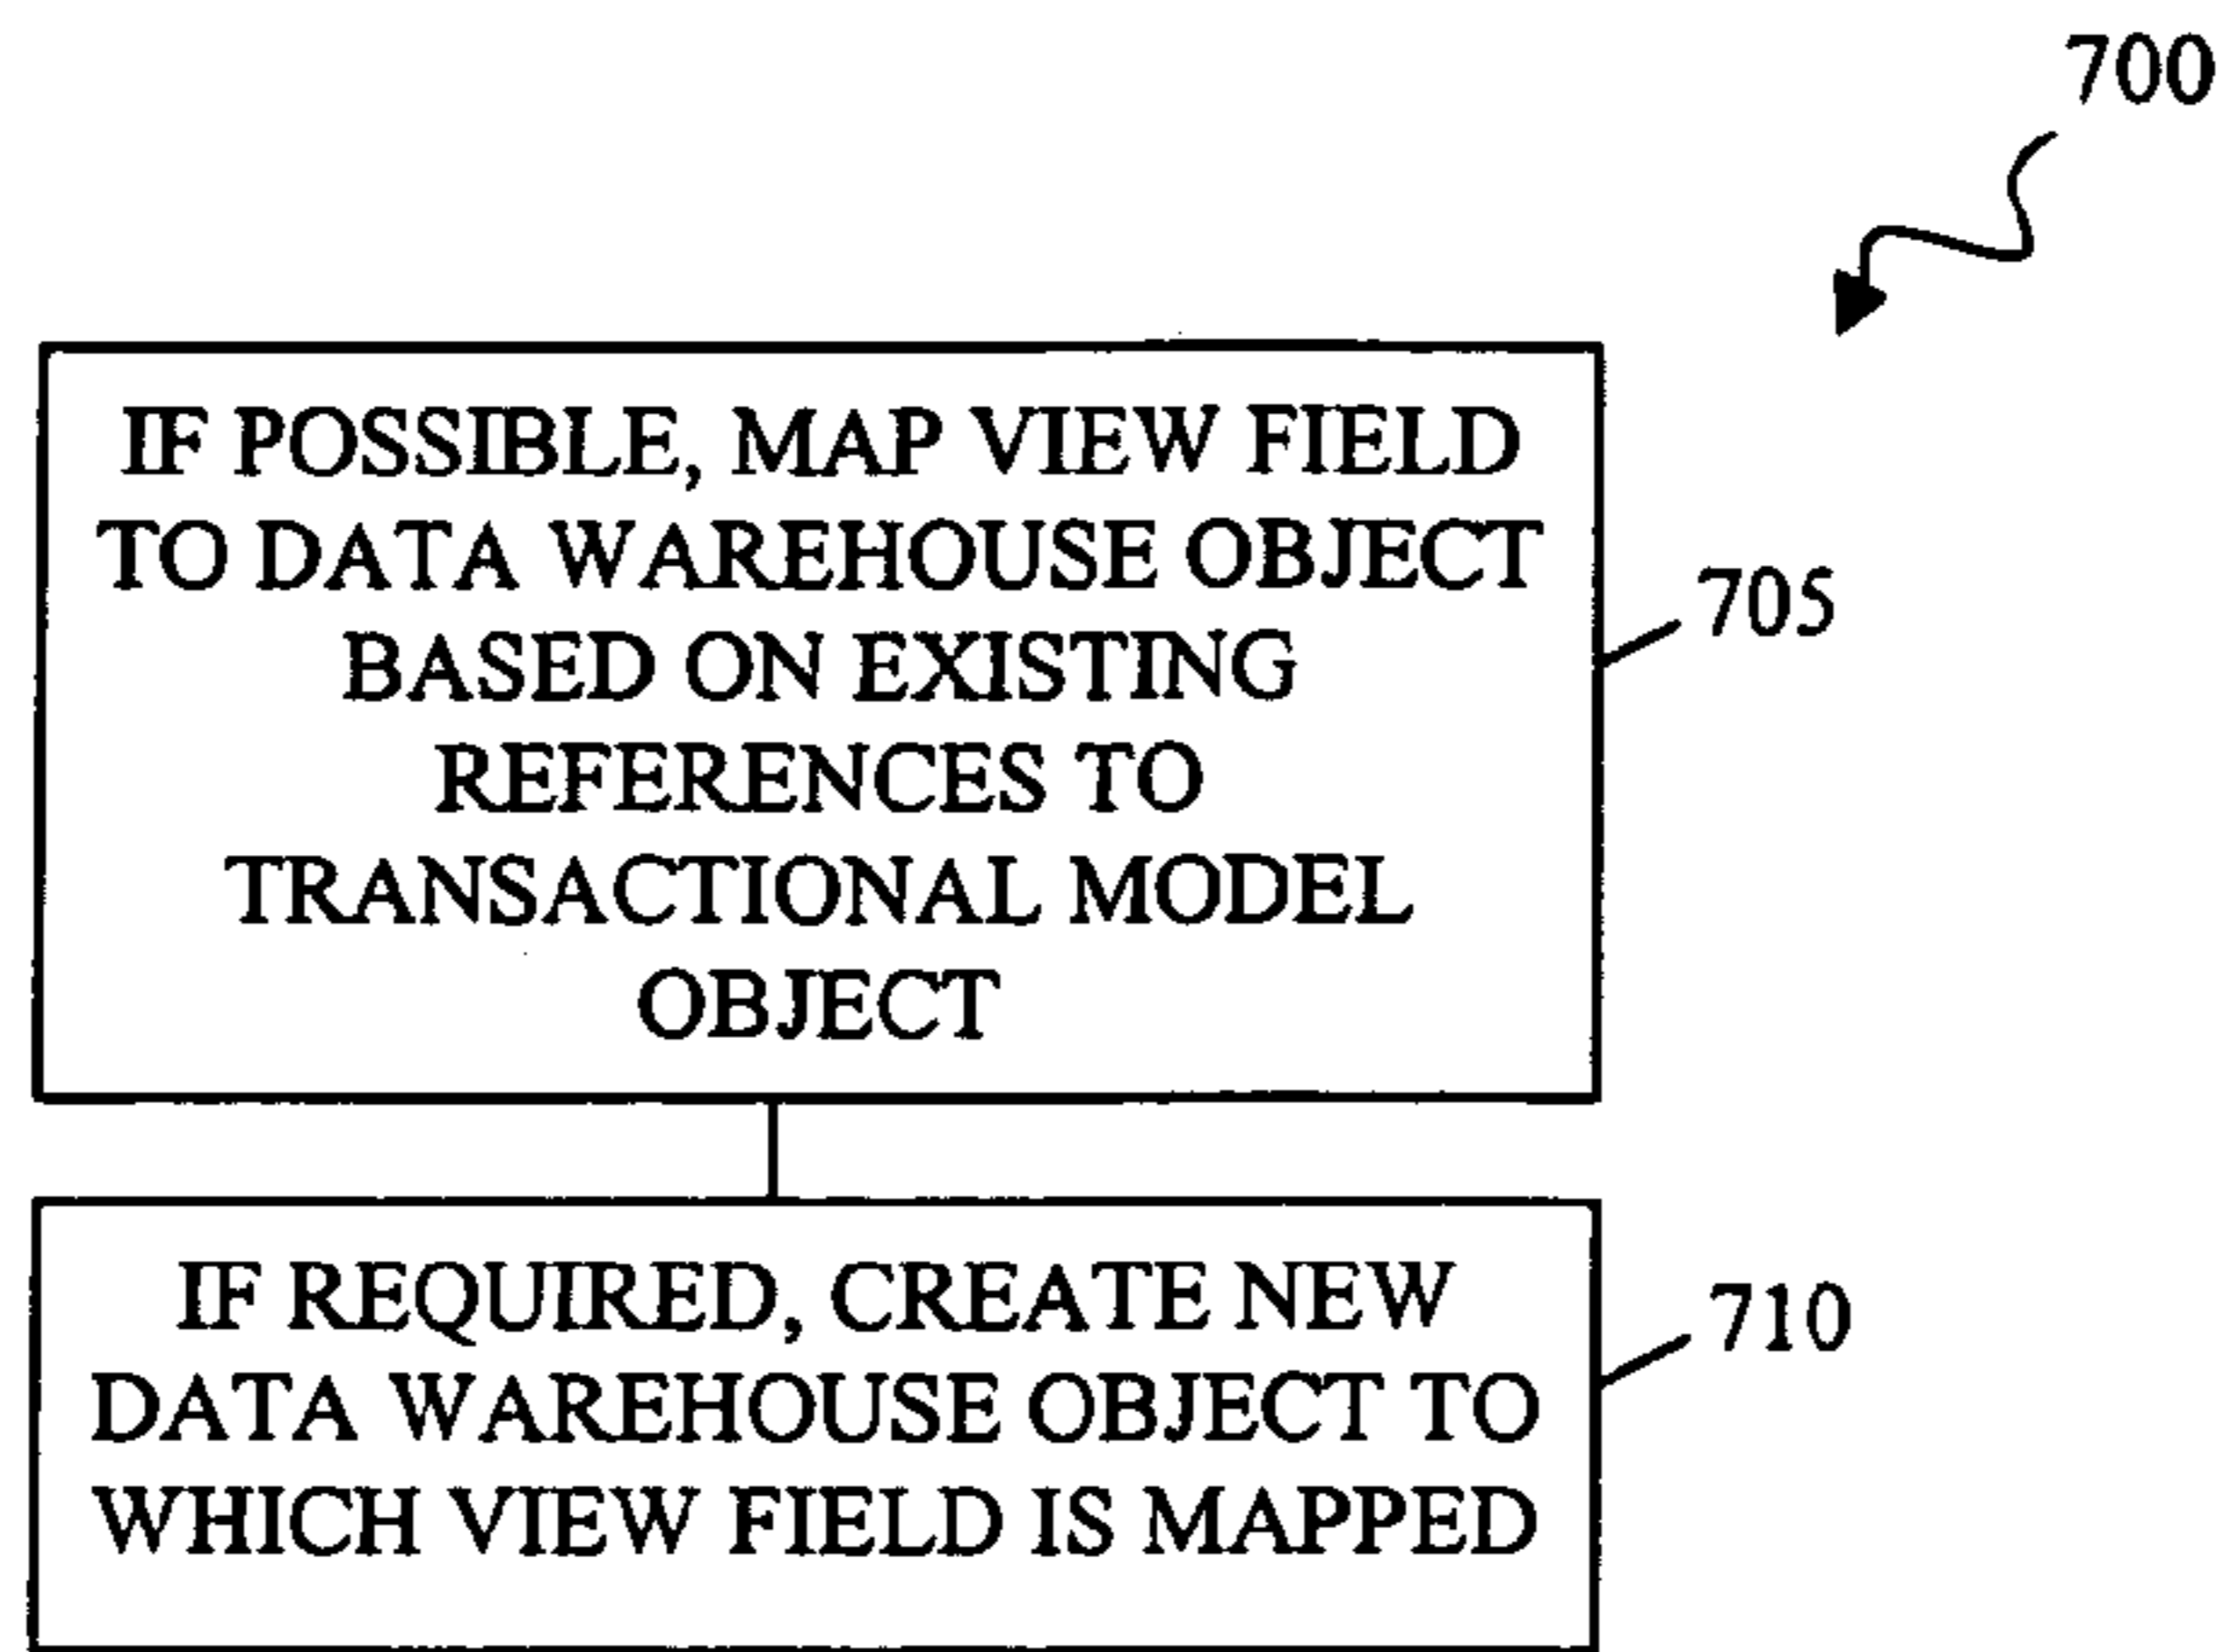 700
IF POSSIBLE, MAP VIEW FIELD
TO DATA WAREHOUSE OBJECT
BASED ON EXISTING
REFERENCES TO
TRANSACTIONAL MODEL
OBJECT
705
IF REQUIRED, CREATE NEW
DATA WAREHOUSE OBJECT TO
WHICH VIEW FIELD IS MAPPED
710